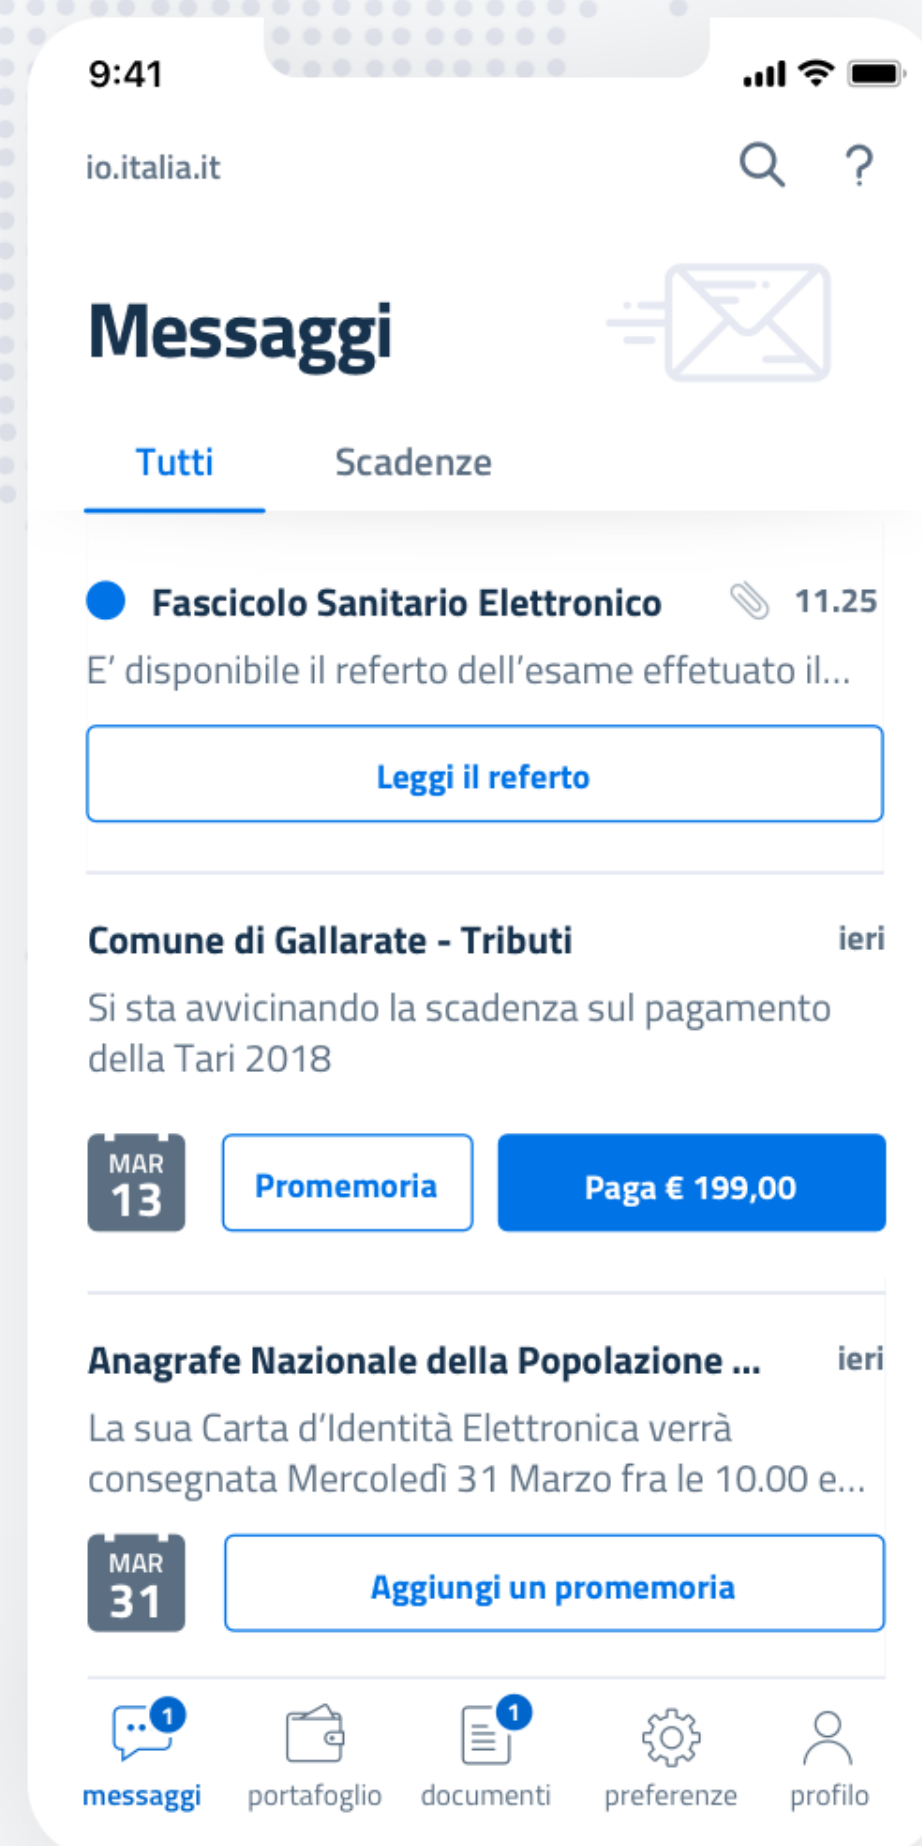 9:41
io.italia.it
?
Messaggi
Tutti
Scadenze
Fascicolo Sanitario Elettronico
11.25
E’ disponibile il referto dell’esame effetuato il...
Leggi il referto
Comune di Gallarate - Tributi
ieri
Si sta avvicinando la scadenza sul pagamento
della Tari 2018
MAR
13
Promemoria
Paga € 199,00
Anagrafe Nazionale della Popolazione ...
ieri
La sua Carta d’Identità Elettronica verrà
consegnata Mercoledì 31 Marzo fra le 10.00 e...
MAR
31
Aggiungi un promemoria
1
1
messaggi
portafoglio
documenti
preferenze
profilo